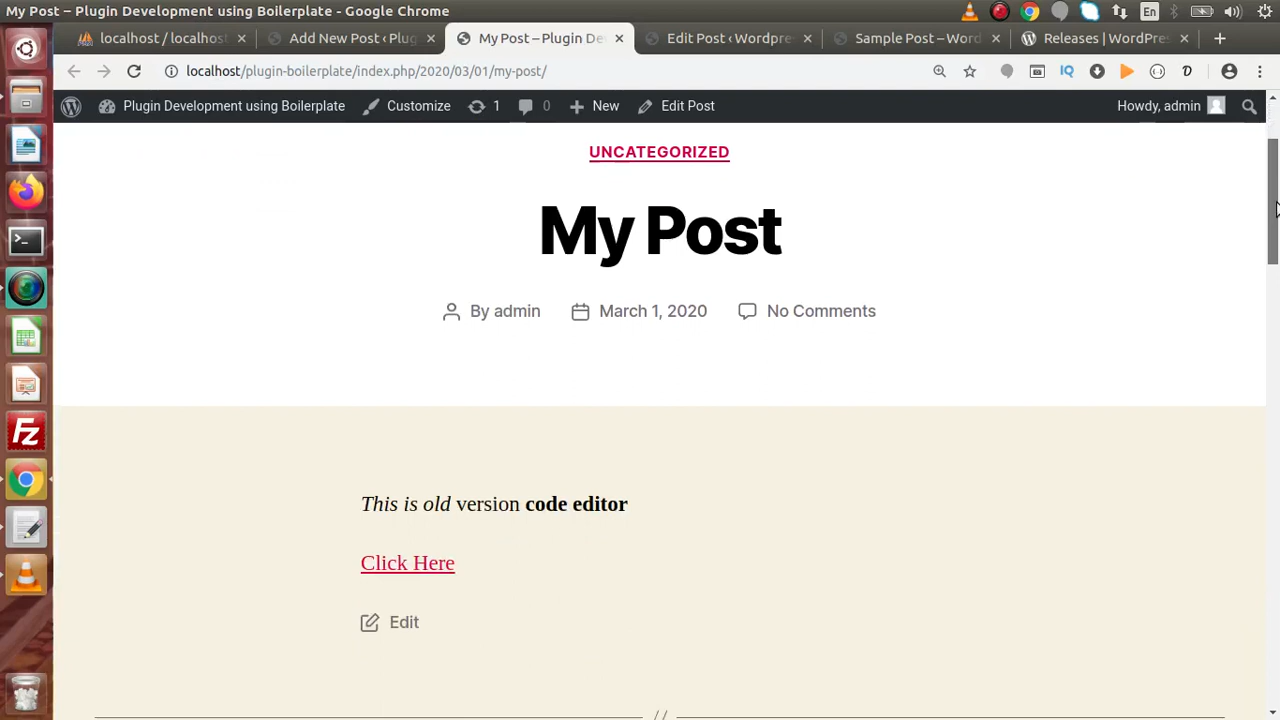 My Post – Plugin Development using Boilerplate - Google Chrome
En
localhost / localhos
Add New Post ‹ Plug
My Post – Plugin De
Edit Post ‹ Wordpre
Sample Post – Word
Releases | WordPre
localhost/plugin-boilerplate/index.php/2020/03/01/my-post/
IQ
Plugin Development using Boilerplate
Customize
1
0
New
Edit Post
Howdy, admin
UNCATEGORIZED
My Post
By admin
March 1, 2020
No Comments
This is old version code editor
Click Here
Edit
//